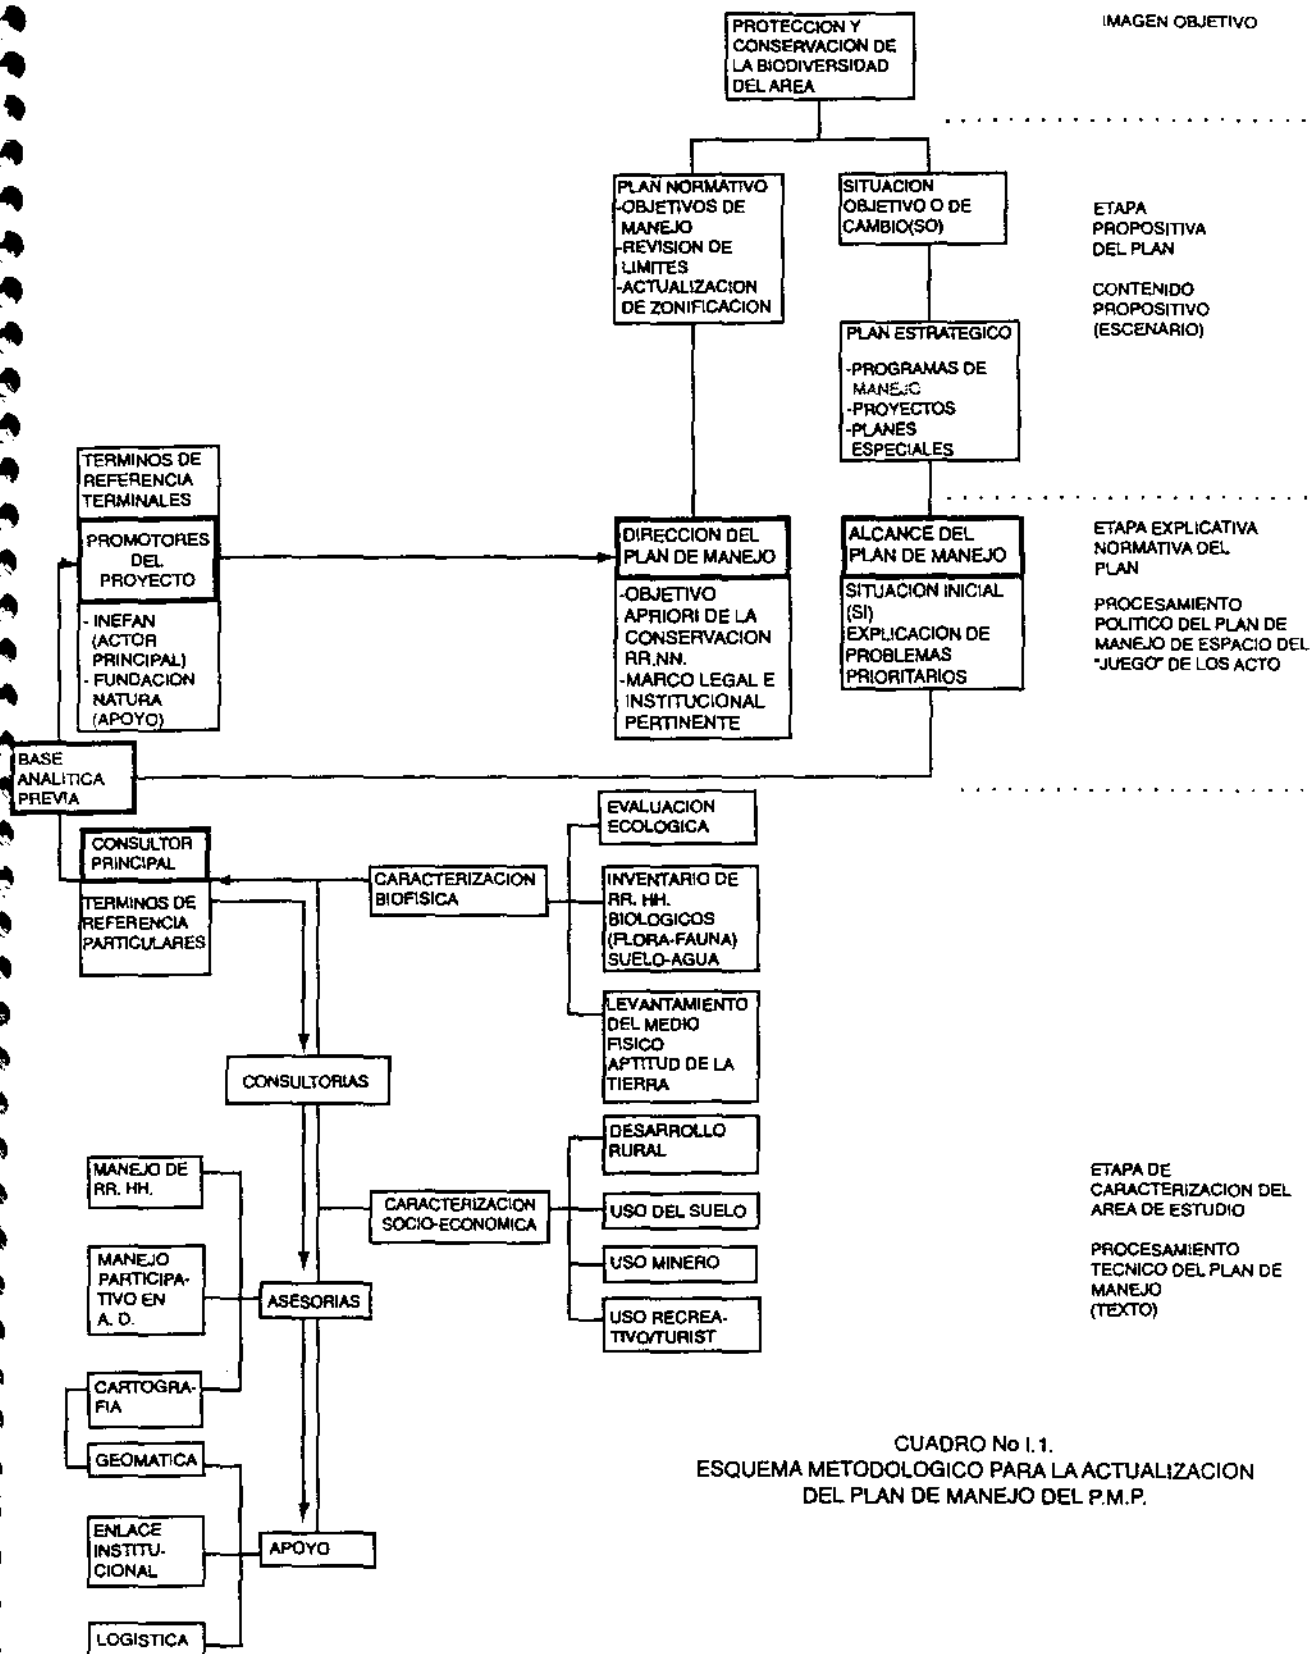 PROTECCION Y
CONSERVACION DE
LA BIODIVERSIDAD
DEL AREA
IMAGEN OBJETIVO
PLAN NORMATIVO
-OBJETIVOS DE
MANEJO
-REVISION DE
LIMITES
-ACTUALIZACION
DE ZONIFICACION
SITUACION
OBJETIVO O DE
CAMBIO(SO)
ETAPA
PROPOSITIVA
DEL PLAN
CONTENIDO
PROPOSITIVO
(ESCENARIO)
PLAN ESTRATEGICO
-PROGRAMAS DE
MANEJO
-PROYECTOS
-PLANES
ESPECIALES
TERMINOS DE
REFERENCIA
TERMINALES
PROMOTORES
DEL
PROYECTO
- INEFAN
(ACTOR
PRINCIPAL)
- FUNDACION
NATURA
(APOYO)
DIRECCION DEL
PLAN DE MANEJO
-OBJETIVO
APRIORI DE LA
CONSERVACION
RR.NN.
-MARCO LEGAL E
INSTITUCIONAL
PERTINENTE
ALCANCE DEL
PLAN DE MANEJO
SITUACION INICIAL
(SI)
EXPLICACION DE
PROBLEMAS
PRIORITARIOS
ETAPA EXPLICATIVA
NORMATIVA DEL
PLAN
PROCESAMIENTO
POLITICO DEL PLAN DE
MANEJO DE ESPACIO DEL
"JUEGO" DE LOS ACTO
BASE
ANALITICA
PREVIA
CONSULTOR
PRINCIPAL
TERMINOS DE
REFERENCIA
PARTICULARES
CARACTERIZACION
BIOFISICA
EVALUACION
ECOLOGICA
INVENTARIO DE
RR. HH.
BIOLOGICOS
(FLORA-FAUNA)
SUELO-AGUA
LEVANTAMIENTO
DEL MEDIO
FISICO
APTITUD DE LA
TIERRA
CONSULTORIAS
DESARROLLO
RURAL
CARACTERIZACION
SOCIO-ECONOMICA
USO DEL SUELO
USO MINERO
USO RECREA-
TIVO/TURIST
ETAPA DE
CARACTERIZACION DEL
AREA DE ESTUDIO
PROCESAMIENTO
TECNICO DEL PLAN DE
MANEJO
(TEXTO)
MANEJO DE
RR. HH.
MANEJO
PARTICIPA-
TIVO EN
A. D.
ASESORIAS
CARTOGRA-
FIA
GEOMATICA
ENLACE
INSTITU-
CIONAL
APOYO
LOGISTICA
CUADRO No I.1.
ESQUEMA METODOLOGICO PARA LA ACTUALIZACION
DEL PLAN DE MANEJO DEL P.M.P.